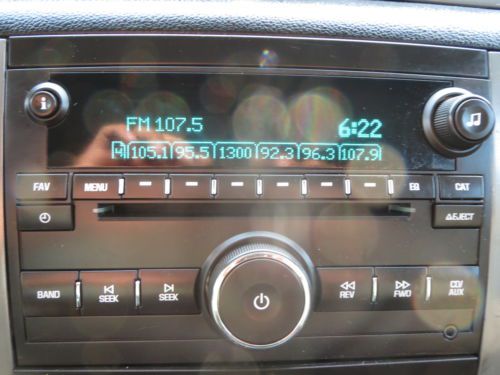 FM 107.5 6:22
4 105.1 95.5 1300 92.3 96.3 107.9
FAV MENU EQ CAT
EJECT
BAND SEEK SEEK REV FWD CD/AUX